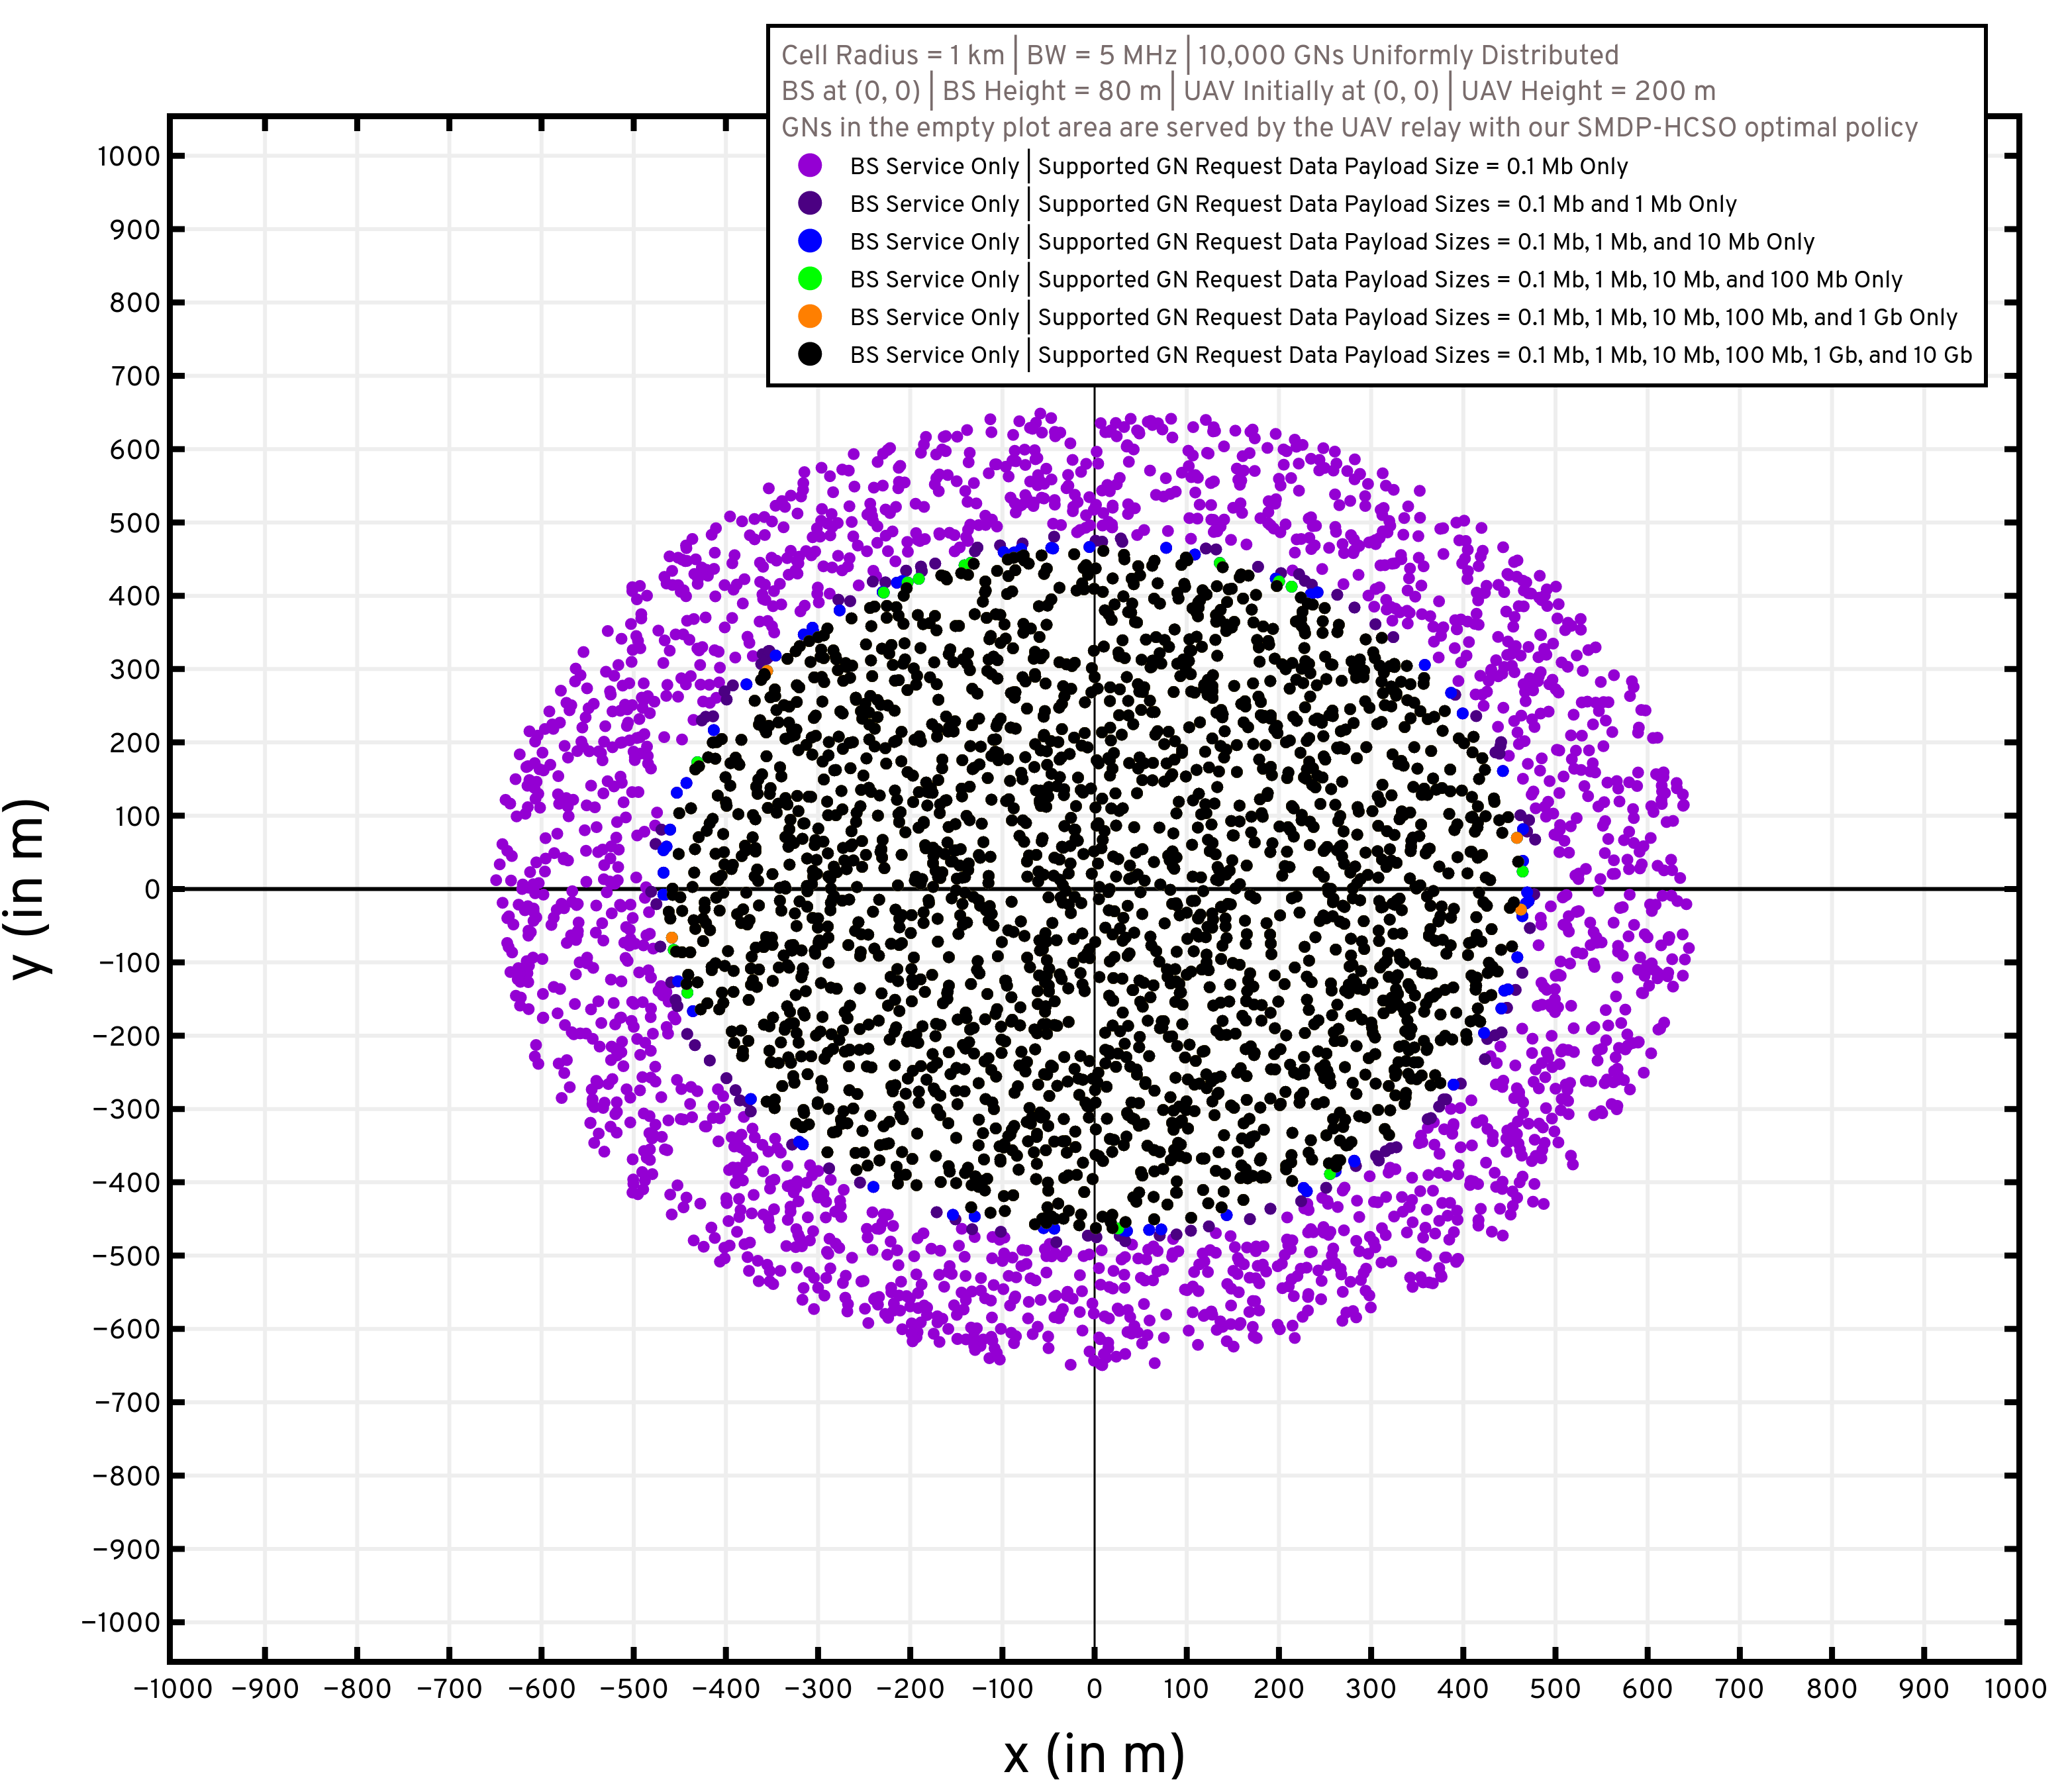 Cell Radius = 1 km | BW = 5 MHz | 10,000 GNs Uniformly Distributed
BS at (0, 0) | BS Height = 80 m | UAV Initially at (0, 0) | UAV Height = 200 m
GNs in the empty plot area are served by the UAV relay with our SMDP-HCSO optimal policy
BS Service Only | Supported GN Request Data Payload Size = 0.1 Mb Only
BS Service Only | Supported GN Request Data Payload Sizes = 0.1 Mb and 1 Mb Only
BS Service Only | Supported GN Request Data Payload Sizes = 0.1 Mb, 1 Mb, and 10 Mb Only
BS Service Only | Supported GN Request Data Payload Sizes = 0.1 Mb, 1 Mb, 10 Mb, and 100 Mb Only
BS Service Only | Supported GN Request Data Payload Sizes = 0.1 Mb, 1 Mb, 10 Mb, 100 Mb, and 1 Gb Only
BS Service Only | Supported GN Request Data Payload Sizes = 0.1 Mb, 1 Mb, 10 Mb, 100 Mb, 1 Gb, and 10 Gb
y (in m)
1000
900
800
700
600
500
400
300
200
100
0
−100
−200
−300
−400
−500
−600
−700
−800
−900
−1000
−1000 −900 −800 −700 −600 −500 −400 −300 −200 −100 0 100 200 300 400 500 600 700 800 900 1000
x (in m)